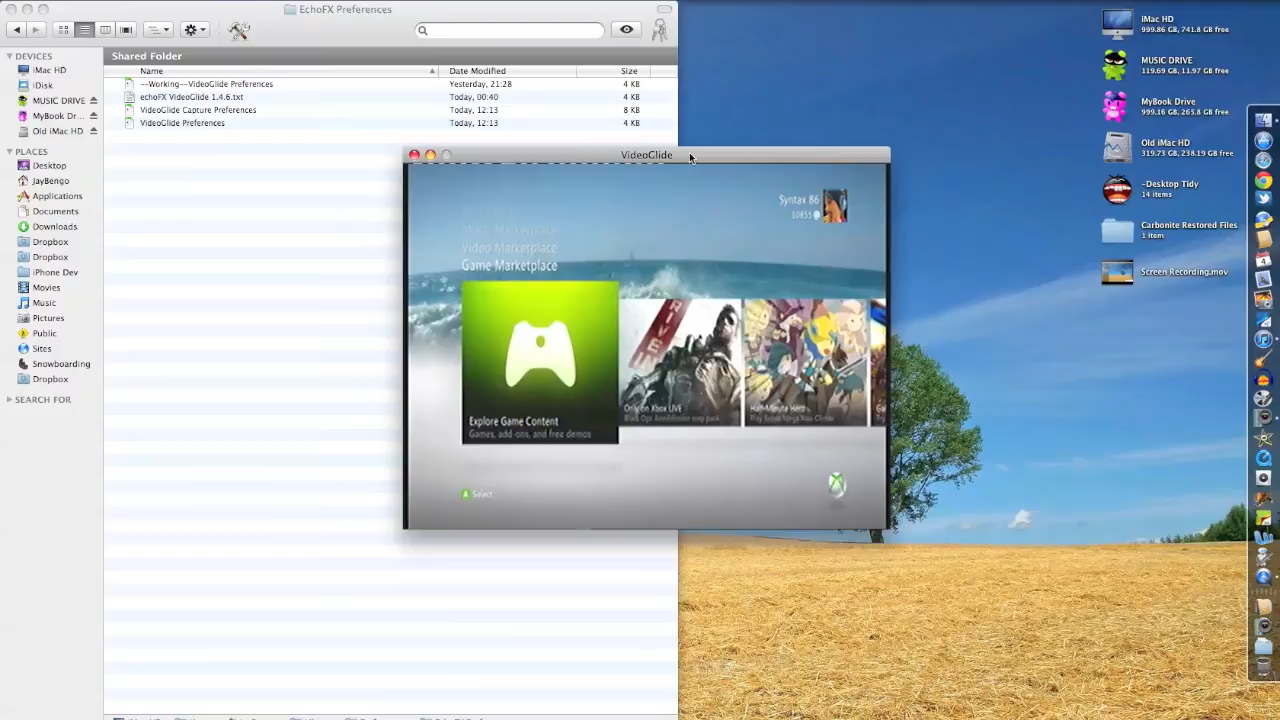 EchoFX Preferences
DEVICES
iMac HD
iDisk
MUSIC DRIVE
MyBook Dr...
Old iMac HD
PLACES
Desktop
JayBengo
Applications
Documents
Downloads
Dropbox
Dropbox
iPhone Dev
Movies
Music
Pictures
Public
Sites
Snowboarding
Dropbox
SEARCH FOR
Shared Folder
Name Date Modified Size
--Working--VideoGlide Preferences Yesterday, 21:28 4 KB
echoFX VideoGlide 1.4.6.txt Today, 00:40 4 KB
VideoGlide Capture Preferences Today, 12:13 8 KB
VideoGlide Preferences Today, 12:13 4 KB
VideoGlide
Syntax 86
10855
Video Marketplace
Game Marketplace
Explore Game Content
Games, add-ons, and free demos
Only on Xbox LIVE
Half-Minute Hero
A Select
iMac HD
999.86 GB, 741.8 GB free
MUSIC DRIVE
119.69 GB, 11.97 GB free
MyBook Drive
999.16 GB, 265.8 GB free
Old iMac HD
319.73 GB, 238.19 GB free
~Desktop Tidy
14 items
Carbonite Restored Files
1 item
Screen Recording.mov